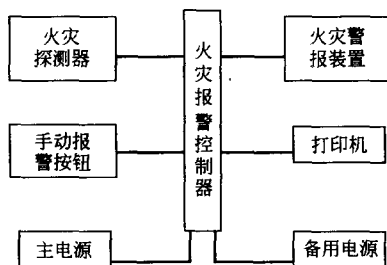 火灾
探测器
手动报
警按钮
主电源
火
灾
报
警
控
制
器
火灾警
报装置
打印机
备用电源